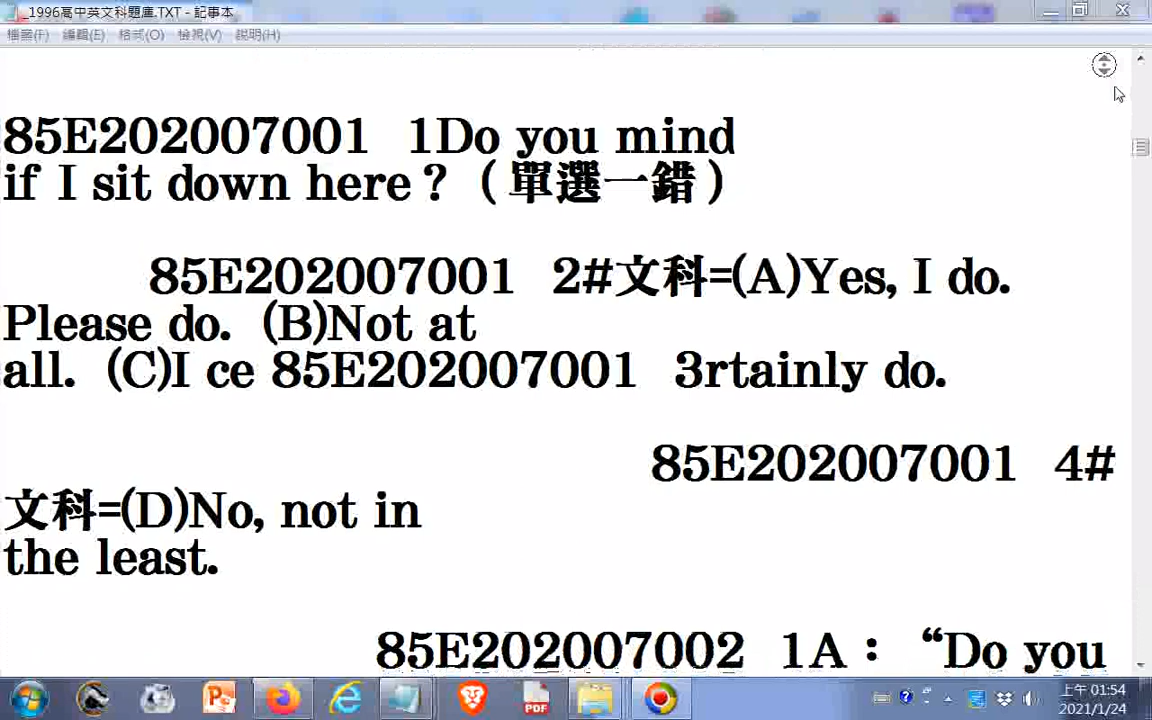 _1996高中英文科題庫.TXT - 記事本
檔案(F) 編輯(E) 格式(O) 檢視(V) 說明(H)
85E202007001 1Do you mind
if I sit down here？（單選一錯）
85E202007001 2#文科=(A)Yes, I do.
Please do. (B)Not at
all. (C)I ce 85E202007001 3rtainly do.
85E202007001 4#
文科=(D)No, not in
the least.
85E202007002 1A：“Do you
上午 01:54
2021/1/24
PDF